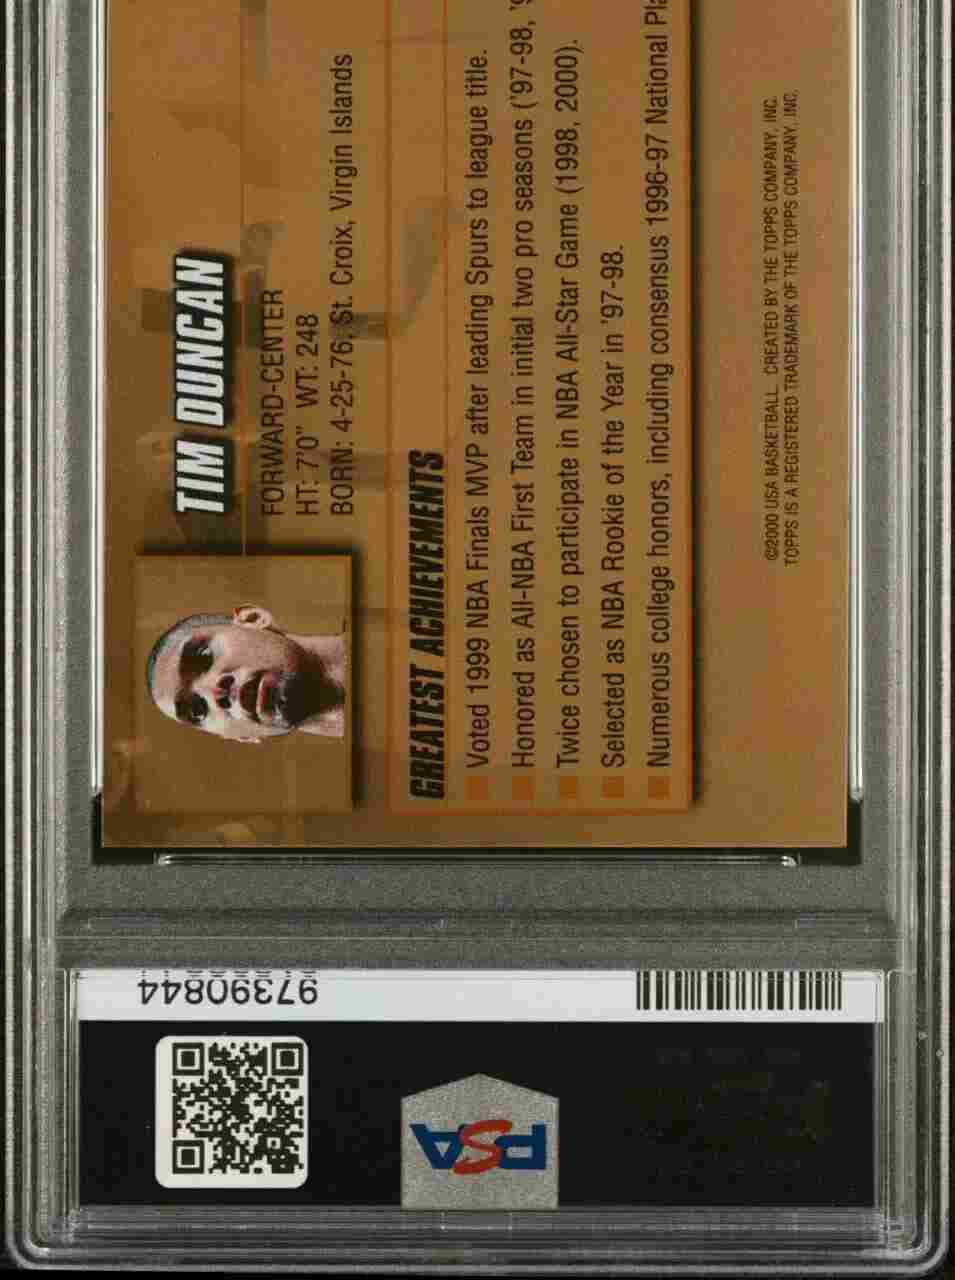 TIM DUNCAN
FORWARD-CENTER
HT: 7'0" WT: 248
BORN: 4-25-76, St. Croix, Virgin Islands
GREATEST ACHIEVEMENTS
Voted 1999 NBA Finals MVP after leading Spurs to league title.
Honored as All-NBA First Team in initial two pro seasons ('97-98,
Twice chosen to participate in NBA All-Star Game (1998, 2000).
Selected as NBA Rookie of the Year in '97-98.
Numerous college honors, including consensus 1996-97 National
©2000 USA BASKETBALL. CREATED BY THE TOPPS COMPANY, INC.
TOPPS IS A REGISTERED TRADEMARK OF THE TOPPS COMPANY, INC.
97390844
PSA